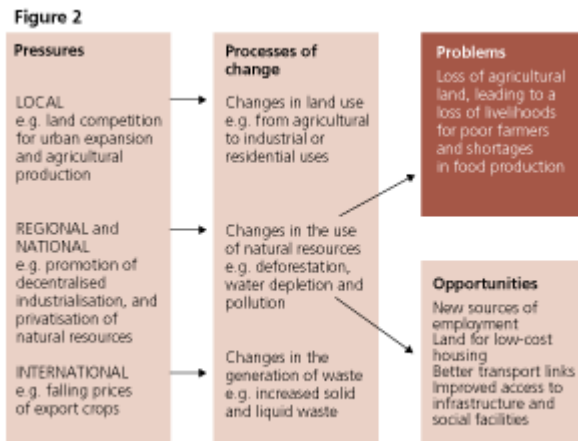 Figure 2
Pressures
LOCAL
e.g. land competition
for urban expansion
and agricultural
production
REGIONAL and
NATIONAL
e.g. promotion of
decentralised
industrialisation, and
privatisation of
natural resources
INTERNATIONAL
e.g. falling prices
of export crops
Processes of
change
Changes in land use
e.g. from agricultural
to industrial or
residential uses
Changes in the use
of natural resources
e.g. deforestation,
water depletion and
pollution
Changes in the
generation of waste
e.g. increased solid
and liquid waste
Problems
Loss of agricultural
land, leading to a
loss of livelihoods
for poor farmers
and shortages
in food production
Opportunities
New sources of
employment
Land for low-cost
housing
Better transport links
Improved access to
infrastructure and
social facilities